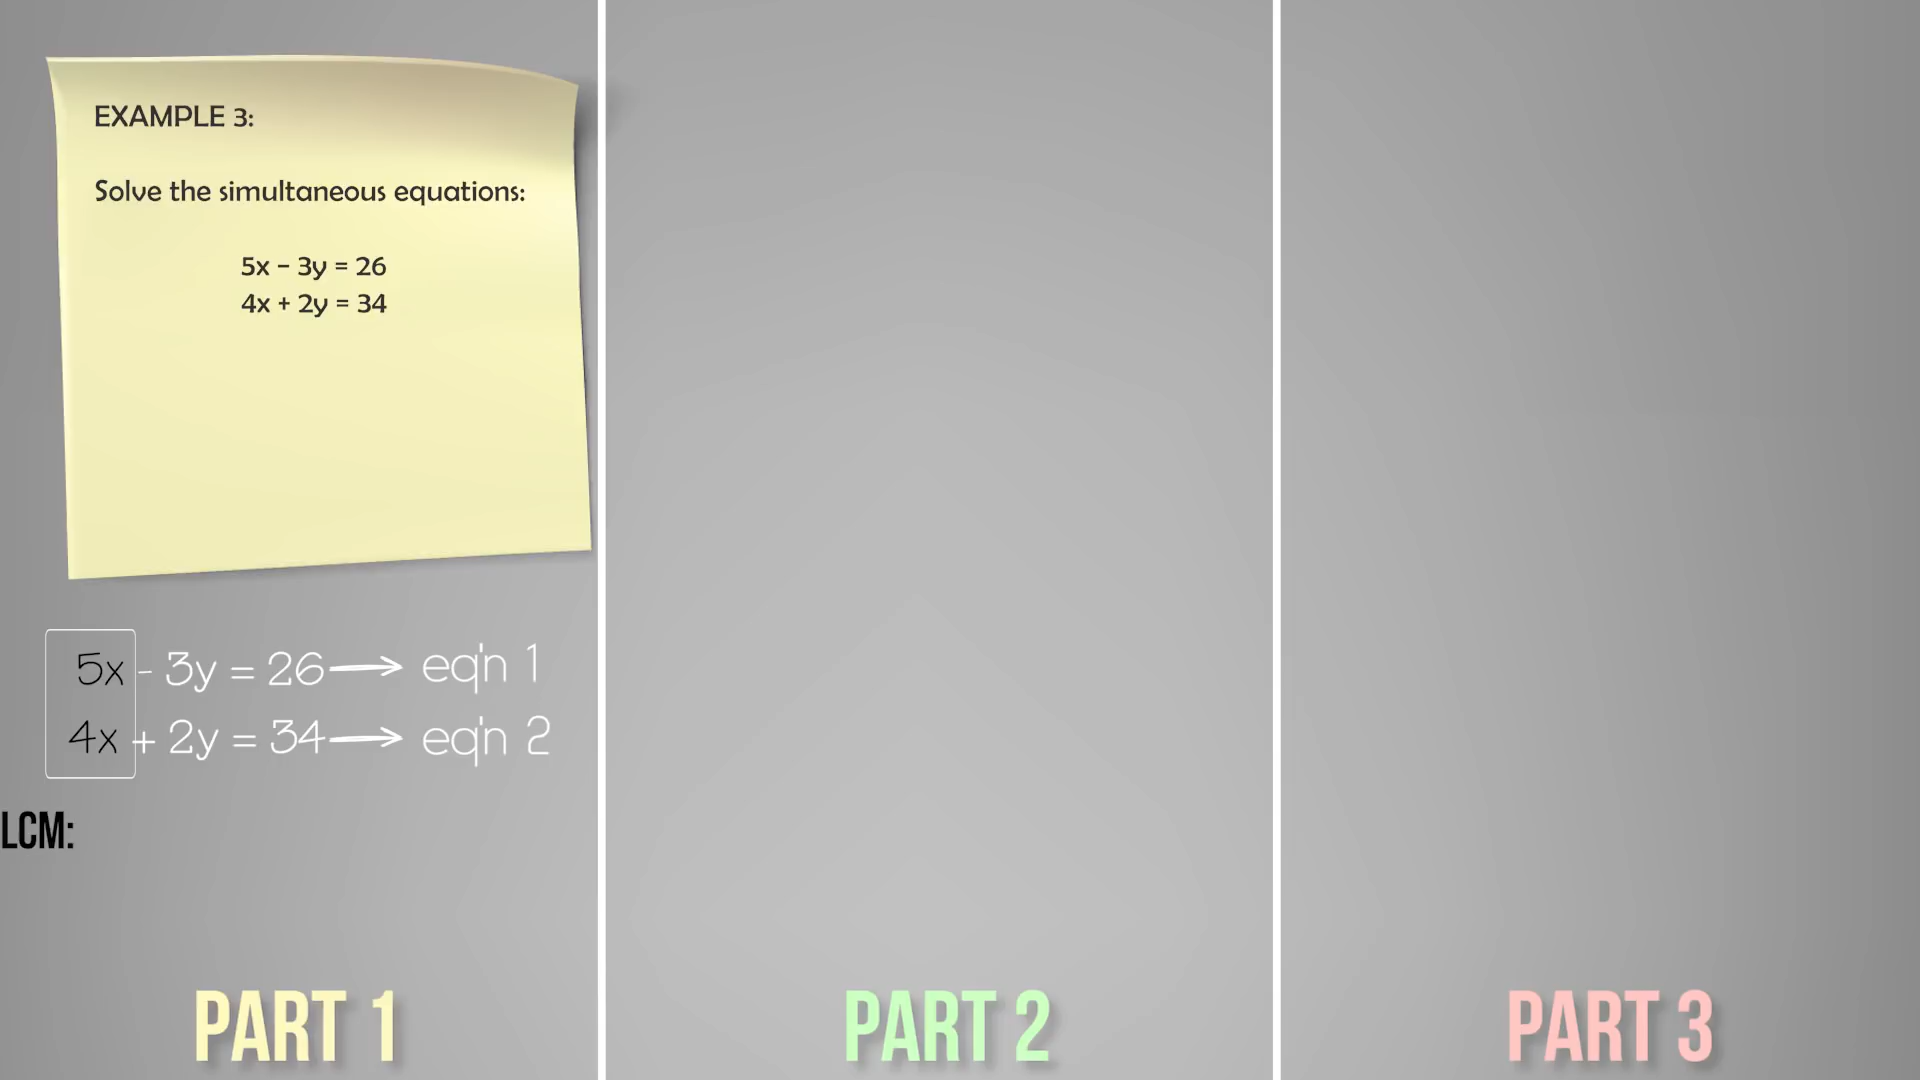 EXAMPLE 3:
Solve the simultaneous equations:
5x – 3y = 26
4x + 2y = 34
5x - 3y = 26 → eq'n 1
4x + 2y = 34 → eq'n 2
LCM:
PART 1
PART 2
PART 3